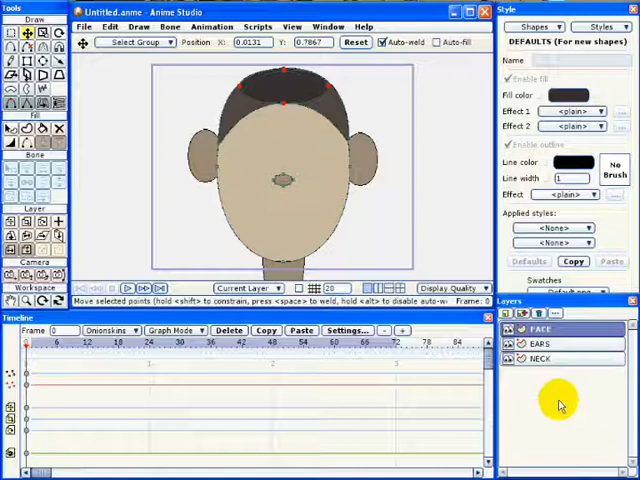 Tools
Draw
Fill
Bone
Layer
Camera
Workspace
Untitled.anme - Anime Studio
File Edit Draw Bone Animation Scripts View Window Help
Select Group Position X: 0.0131 Y: 0.7867 Reset Auto-weld Auto-fill
Current Layer 20 Display Quality
Move selected points (hold <shift> to constrain, press <space> to weld, hold <alt> to disable auto-w Frame: 0
Timeline
Frame 0 Onionskins Graph Mode Delete Copy Paste Settings... - +
0 6 12 18 24 30 36 42 48 54 60 66 72 78 84
1 2 3
Style
Shapes Styles
DEFAULTS (For new shapes)
Name
Enable fill
Fill color
Effect 1 <plain> ...
Effect 2 <plain> ...
Enable outline
Line color
No Brush
Line width 1
Effect <plain> ...
Applied styles:
<None>
<None>
Defaults Copy Paste
Swatches
Layers
FACE
EARS
NECK